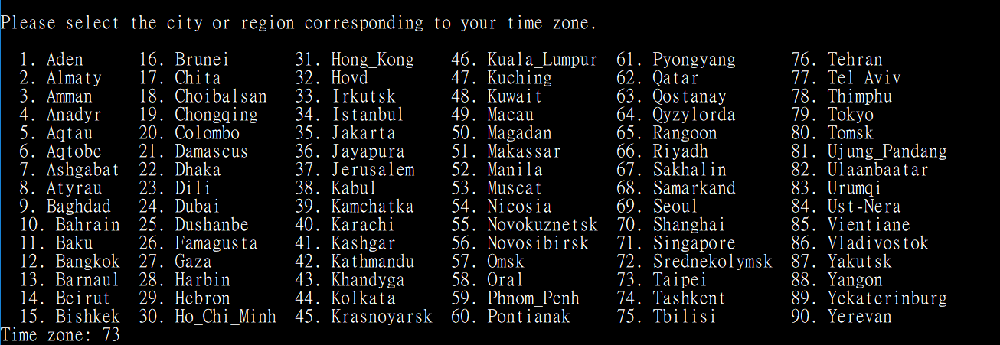 Please select the city or region corresponding to your time zone.
1. Aden 16. Brunei 31. Hong_Kong 46. Kuala_Lumpur 61. Pyongyang 76. Tehran
2. Almaty 17. Chita 32. Hovd 47. Kuching 62. Qatar 77. Tel_Aviv
3. Amman 18. Choibalsan 33. Irkutsk 48. Kuwait 63. Qostanay 78. Thimphu
4. Anadyr 19. Chongqing 34. Istanbul 49. Macau 64. Qyzylorda 79. Tokyo
5. Aqtau 20. Colombo 35. Jakarta 50. Magadan 65. Rangoon 80. Tomsk
6. Aqtobe 21. Damascus 36. Jayapura 51. Makassar 66. Riyadh 81. Ujung_Pandang
7. Ashgabat 22. Dhaka 37. Jerusalem 52. Manila 67. Sakhalin 82. Ulaanbaatar
8. Atyrau 23. Dili 38. Kabul 53. Muscat 68. Samarkand 83. Urumqi
9. Baghdad 24. Dubai 39. Kamchatka 54. Nicosia 69. Seoul 84. Ust-Nera
10. Bahrain 25. Dushanbe 40. Karachi 55. Novokuznetsk 70. Shanghai 85. Vientiane
11. Baku 26. Famagusta 41. Kashgar 56. Novosibirsk 71. Singapore 86. Vladivostok
12. Bangkok 27. Gaza 42. Kathmandu 57. Omsk 72. Srednekolymsk 87. Yakutsk
13. Barnaul 28. Harbin 43. Khandyga 58. Oral 73. Taipei 88. Yangon
14. Beirut 29. Hebron 44. Kolkata 59. Phnom_Penh 74. Tashkent 89. Yekaterinburg
15. Bishkek 30. Ho_Chi_Minh 45. Krasnoyarsk 60. Pontianak 75. Tbilisi 90. Yerevan
Time zone: 73